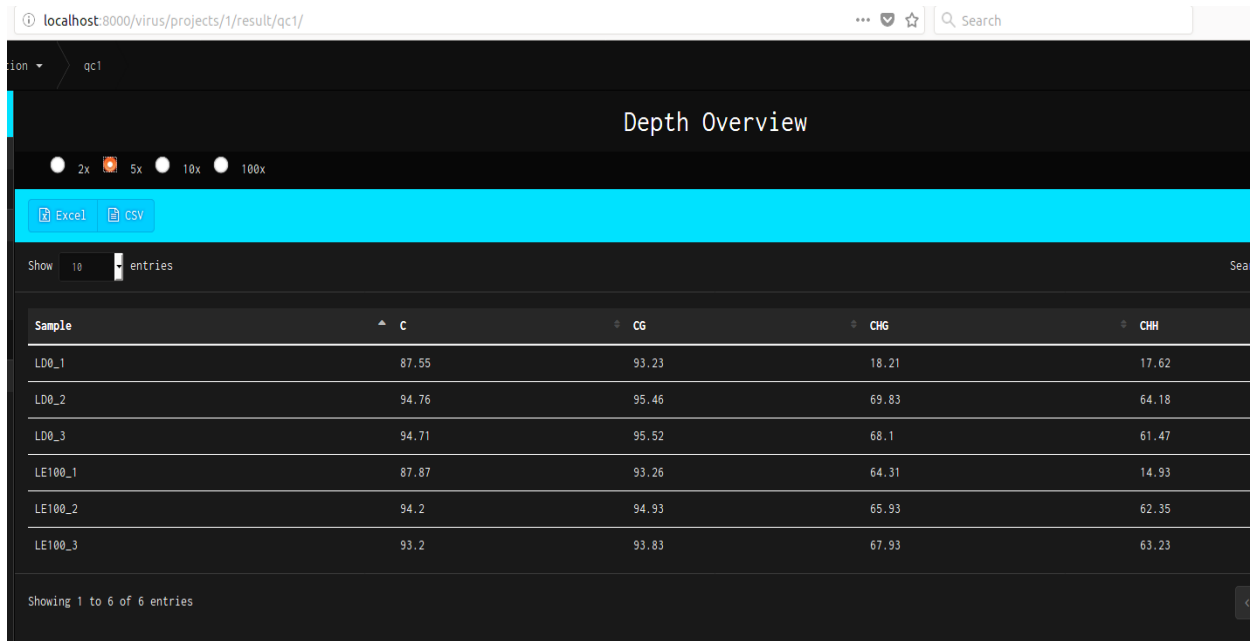 localhost:8000/virus/projects/1/result/qc1/ Search
tion qc1
Depth Overview
2x 5x 10x 100x
Excel CSV
Show 10 entries Sea
Sample C CG CHG CHH
LD0_1 87.55 93.23 18.21 17.62
LD0_2 94.76 95.46 69.83 64.18
LD0_3 94.71 95.52 68.1 61.47
LE100_1 87.87 93.26 64.31 14.93
LE100_2 94.2 94.93 65.93 62.35
LE100_3 93.2 93.83 67.93 63.23
Showing 1 to 6 of 6 entries